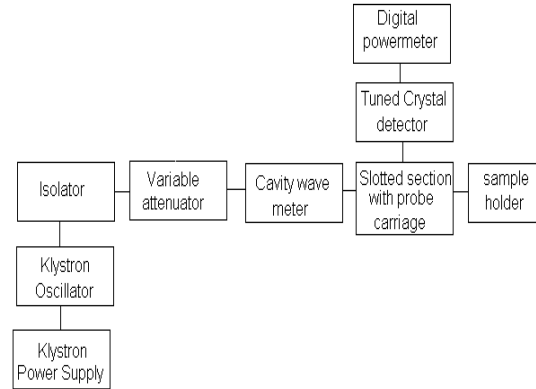 Digital
powermeter
Tuned Crystal
detector
Isolator
Variable
attenuator
Cavity wave
meter
Slotted section
with probe
carriage
sample
holder
Klystron
Oscillator
Klystron
Power Supply